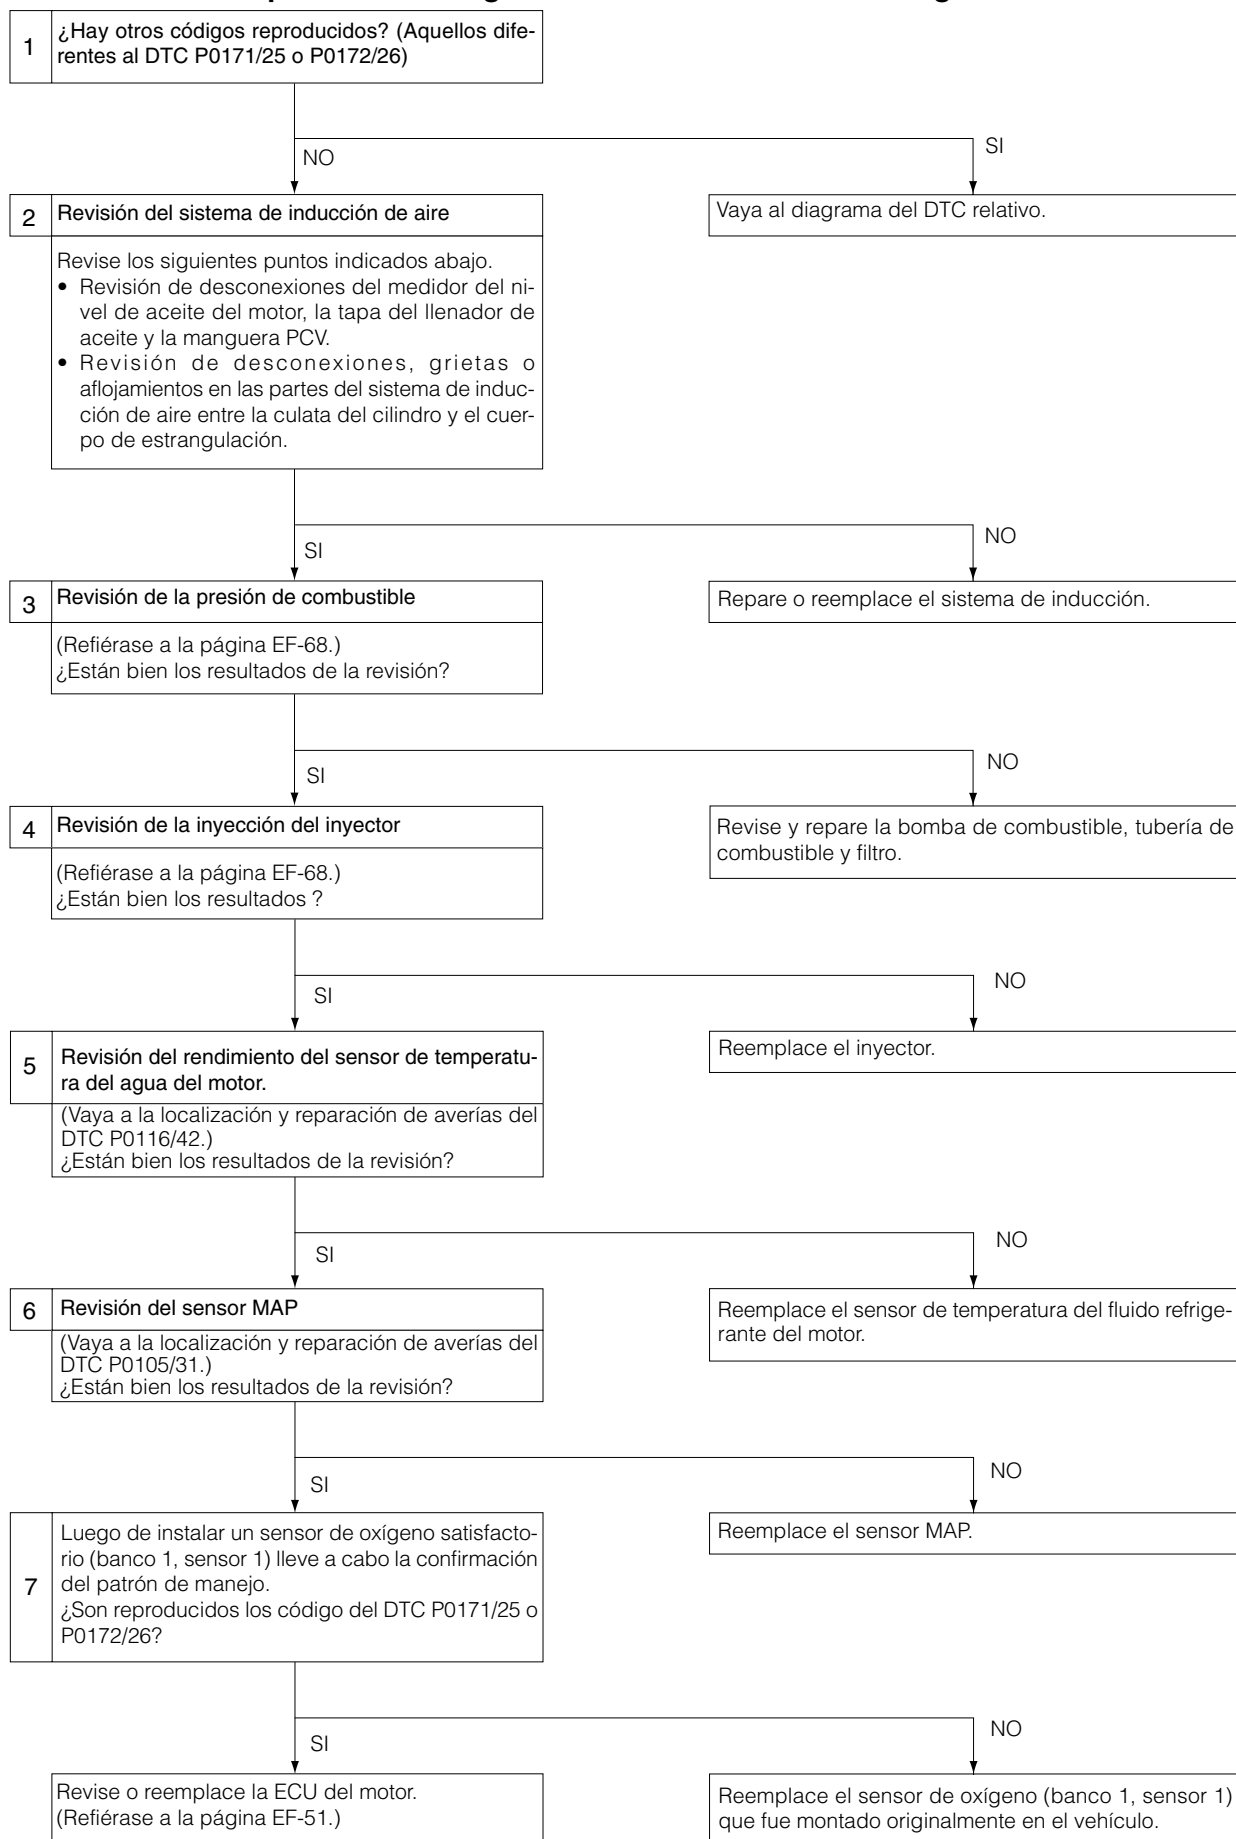 1
¿Hay otros códigos reproducidos? (Aquellos dife-
rentes al DTC P0171/25 o P0172/26)
NO
SI
2
Revisión del sistema de inducción de aire
Vaya al diagrama del DTC relativo.
Revise los siguientes puntos indicados abajo.
• Revisión de desconexiones del medidor del ni-
vel de aceite del motor, la tapa del llenador de
aceite y la manguera PCV.
• Revisión de desconexiones, grietas o
aflojamientos en las partes del sistema de induc-
ción de aire entre la culata del cilindro y el cuer-
po de estrangulación.
SI
NO
3
Revisión de la presión de combustible
Repare o reemplace el sistema de inducción.
(Refiérase a la página EF-68.)
¿Están bien los resultados de la revisión?
SI
NO
4
Revisión de la inyección del inyector
Revise y repare la bomba de combustible, tubería de
combustible y filtro.
(Refiérase a la página EF-68.)
¿Están bien los resultados ?
SI
NO
5
Revisión del rendimiento del sensor de temperatu-
ra del agua del motor.
Reemplace el inyector.
(Vaya a la localización y reparación de averías del
DTC P0116/42.)
¿Están bien los resultados de la revisión?
SI
NO
6
Revisión del sensor MAP
Reemplace el sensor de temperatura del fluido refrige-
rante del motor.
(Vaya a la localización y reparación de averías del
DTC P0105/31.)
¿Están bien los resultados de la revisión?
SI
NO
7
Luego de instalar un sensor de oxígeno satisfacto-
rio (banco 1, sensor 1) lleve a cabo la confirmación
del patrón de manejo.
¿Son reproducidos los código del DTC P0171/25 o
P0172/26?
Reemplace el sensor MAP.
SI
NO
Revise o reemplace la ECU del motor.
(Refiérase a la página EF-51.)
Reemplace el sensor de oxígeno (banco 1, sensor 1)
que fue montado originalmente en el vehículo.